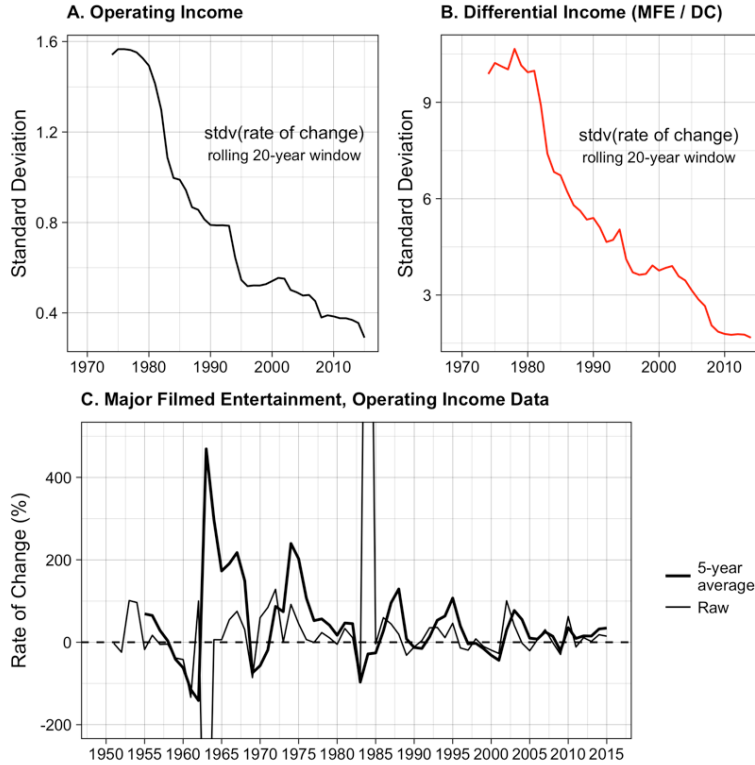 A. Operating Income
Standard Deviation
1.6
1.2
0.8
0.4
stdv(rate of change)
rolling 20-year window
1970 1980 1990 2000 2010
B. Differential Income (MFE / DC)
Standard Deviation
9
6
3
stdv(rate of change)
rolling 20-year window
1970 1980 1990 2000 2010
C. Major Filmed Entertainment, Operating Income Data
Rate of Change (%)
400
200
0
-200
1950 1955 1960 1965 1970 1975 1980 1985 1990 1995 2000 2005 2010 2015
5-year
average
Raw